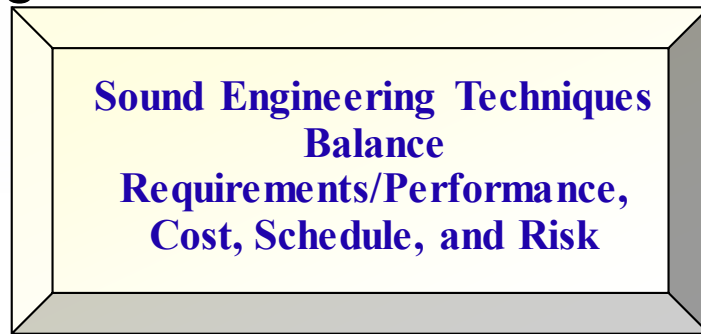 Sound Engineering Techniques
Balance
Requirements/Performance,
Cost, Schedule, and Risk